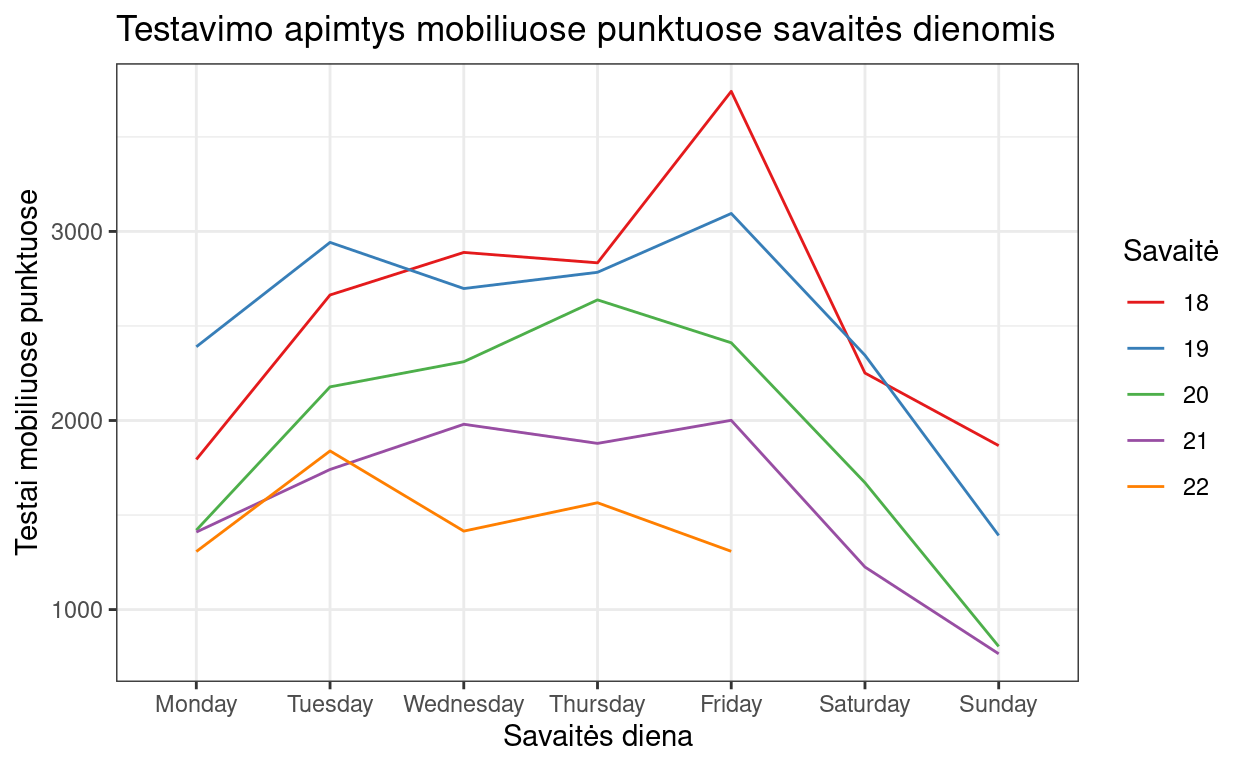 Testavimo apimtys mobiliuose punktuose savaitės dienomis
Testai mobiliuose punktuose
3000
2000
1000
Monday
Tuesday
Wednesday
Thursday
Friday
Saturday
Sunday
Savaitės diena
Savaitė
18
19
20
21
22